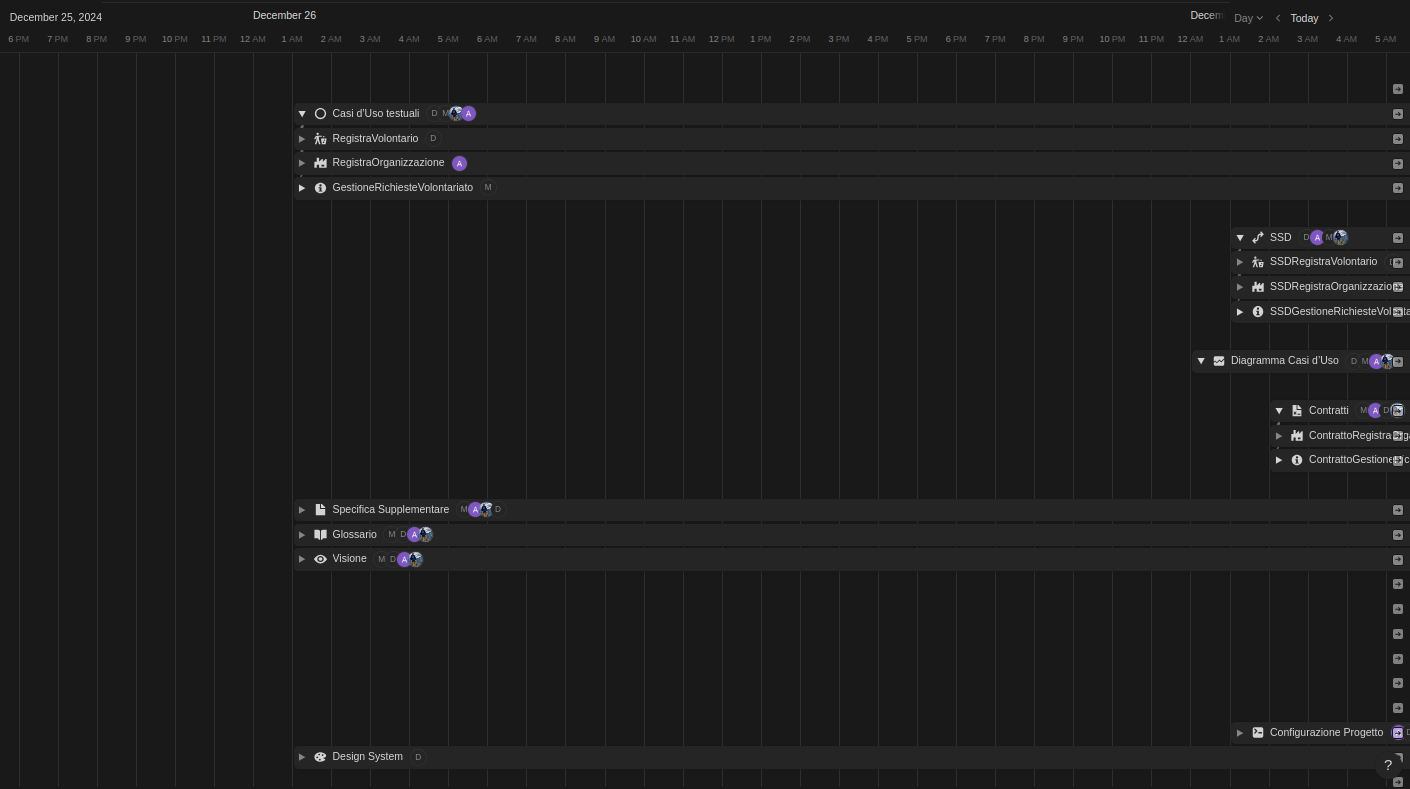 December 25, 2024 December 26 Decem Day Today
6 PM 7 PM 8 PM 9 PM 10 PM 11 PM 12 AM 1 AM 2 AM 3 AM 4 AM 5 AM 6 AM 7 AM 8 AM 9 AM 10 AM 11 AM 12 PM 1 PM 2 PM 3 PM 4 PM 5 PM 6 PM 7 PM 8 PM 9 PM 10 PM 11 PM 12 AM 1 AM 2 AM 3 AM 4 AM 5 AM
Casi d'Uso testuali D M A
RegistraVolontario D
RegistraOrganizzazione A
GestioneRichiesteVolontariato M
SSD D A M
SSDRegistraVolontario
SSDRegistraOrganizzazio
SSDGestioneRichiesteVol
Diagramma Casi d'Uso D M A
Contratti M A D
ContrattoRegistra
ContrattoGestione
Specifica Supplementare M A D
Glossario M D A
Visione M D A
Configurazione Progetto D
Design System D
?